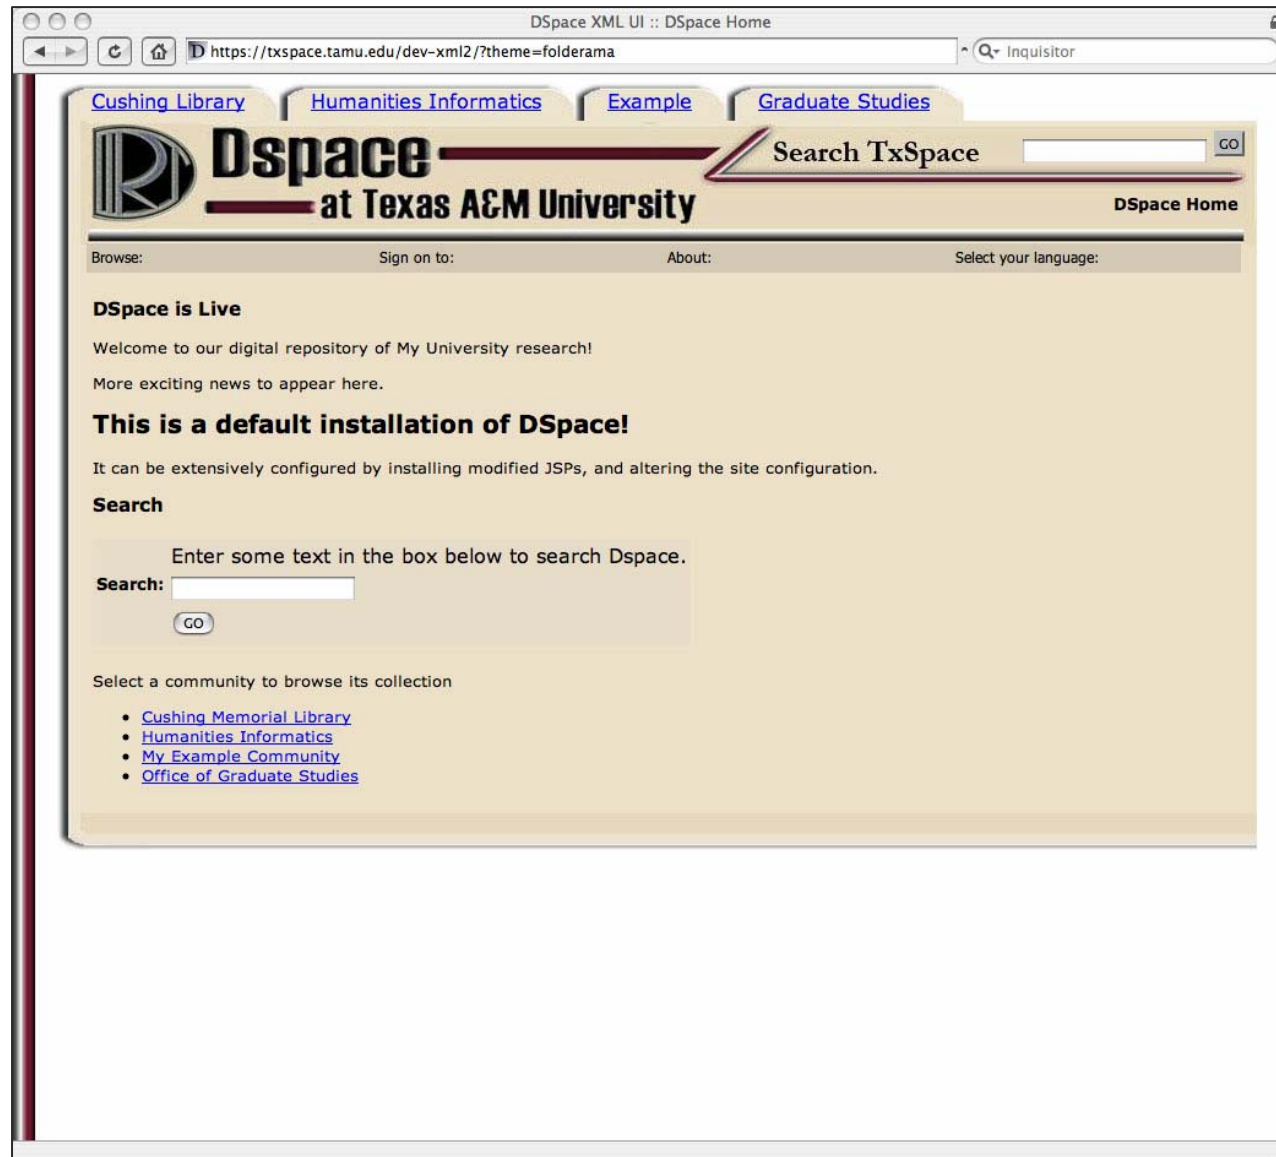 DSpace XML UI :: DSpace Home
https://txspace.tamu.edu/dev-xml2/?theme=folderama
Inquisitor
Cushing Library Humanities Informatics Example Graduate Studies
Dspace
at Texas A&M University
Search TxSpace GO
DSpace Home
Browse: Sign on to: About: Select your language:
DSpace is Live
Welcome to our digital repository of My University research!
More exciting news to appear here.
This is a default installation of DSpace!
It can be extensively configured by installing modified JSPs, and altering the site configuration.
Search
Enter some text in the box below to search Dspace.
Search:
GO
Select a community to browse its collection
Cushing Memorial Library
Humanities Informatics
My Example Community
Office of Graduate Studies